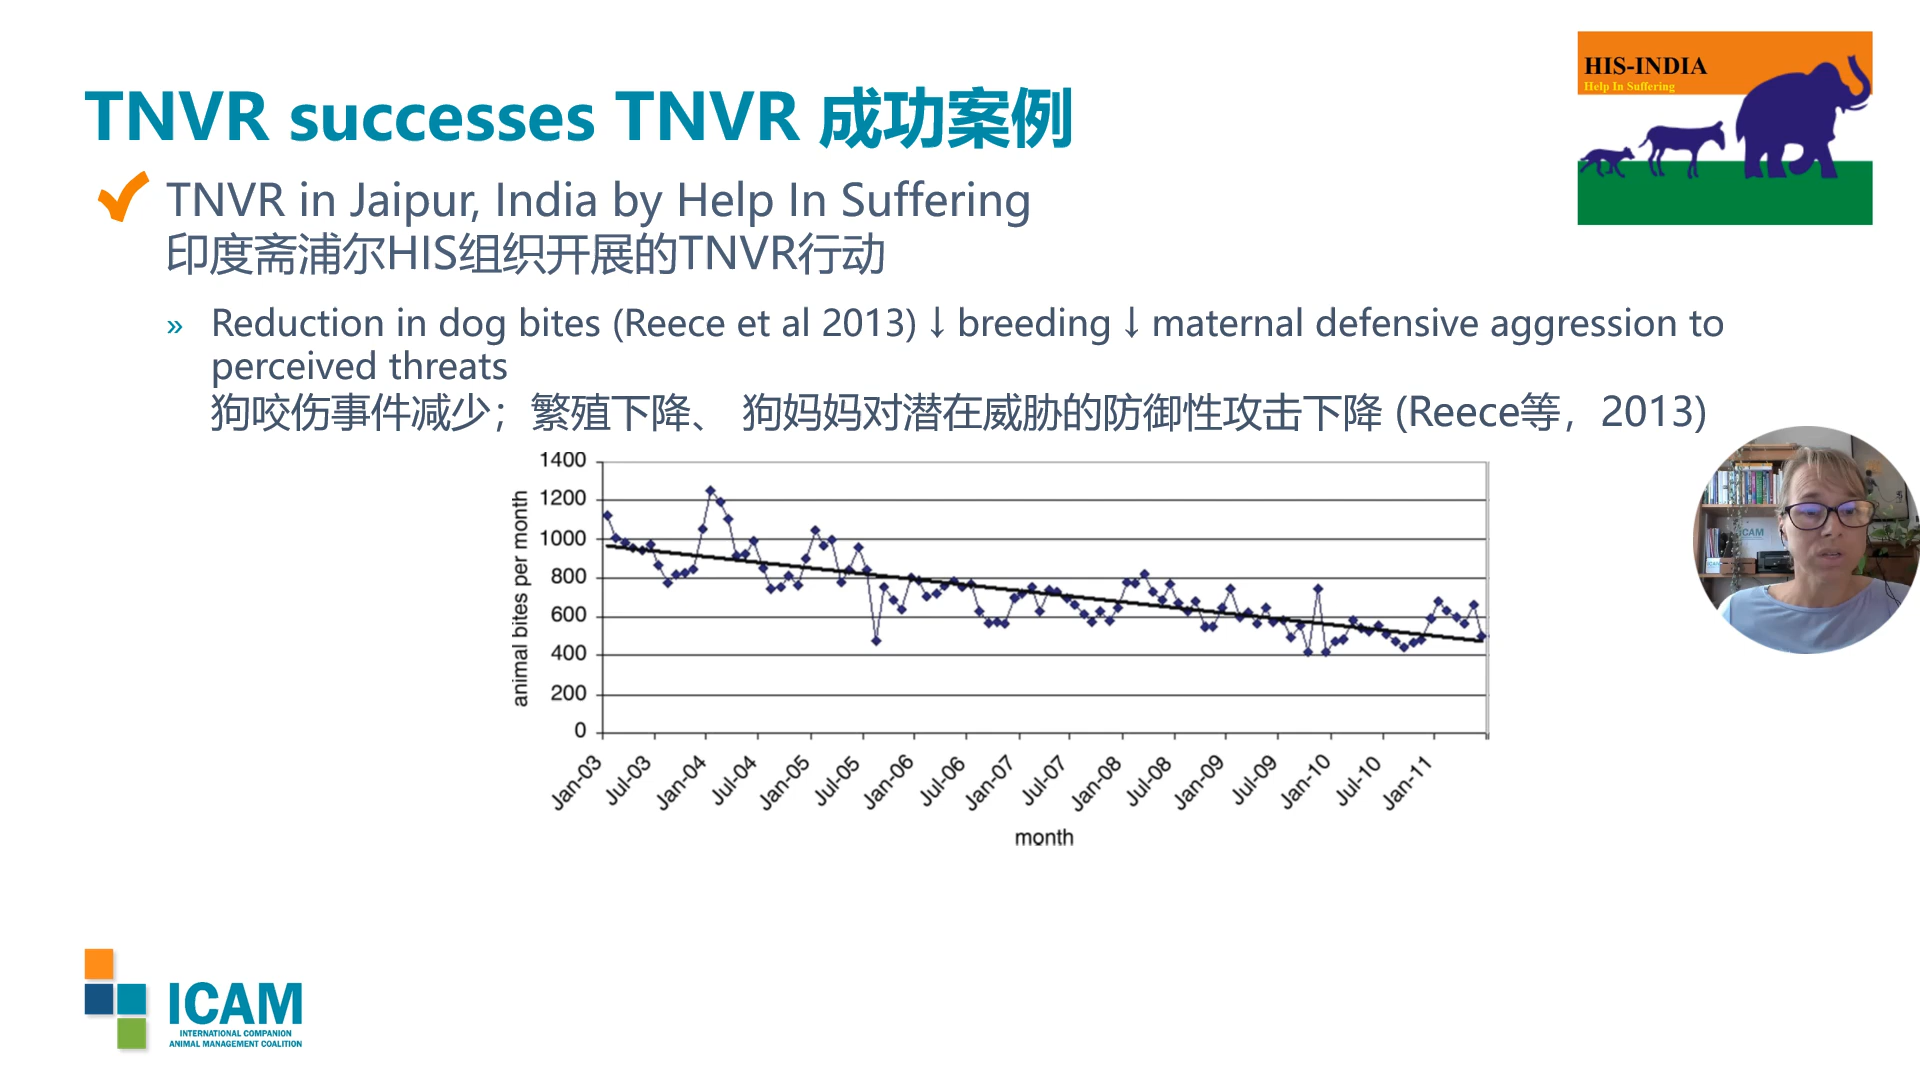 TNVR successes TNVR 成功案例
HIS-INDIA
Help In Suffering
TNVR in Jaipur, India by Help In Suffering
印度斋浦尔HIS组织开展的TNVR行动
» Reduction in dog bites (Reece et al 2013)↓breeding↓maternal defensive aggression to
perceived threats
狗咬伤事件减少；繁殖下降、 狗妈妈对潜在威胁的防御性攻击下降 (Reece等，2013)
animal bites per month
1400
1200
1000
800
600
400
200
0
Jan-03
Jul-03
Jan-04
Jul-04
Jan-05
Jul-05
Jan-06
Jul-06
Jan-07
Jul-07
Jan-08
Jul-08
Jan-09
Jul-09
Jan-10
Jul-10
Jan-11
month
ICAM
ICAM
INTERNATIONAL COMPANION
ANIMAL MANAGEMENT COALITION